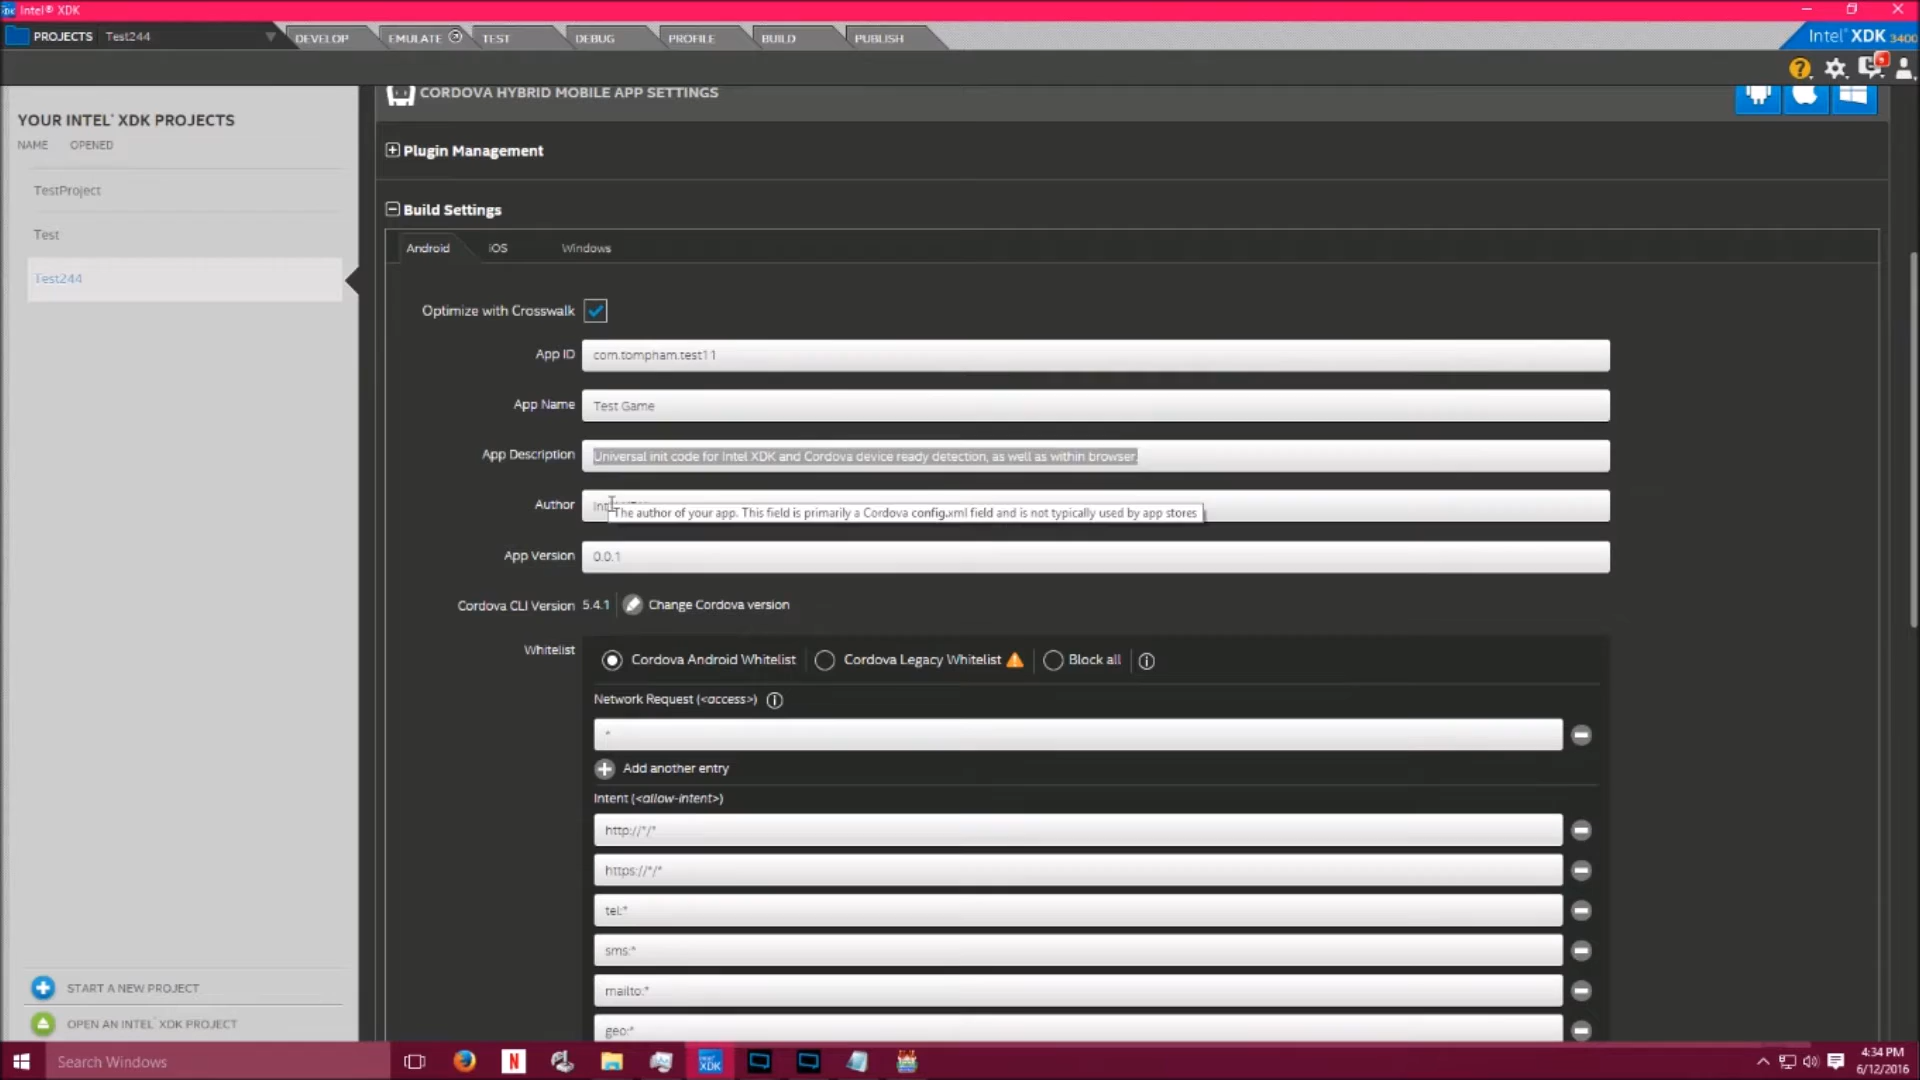 Intel® XDK
PROJECTS Test244 DEVELOP EMULATE TEST DEBUG PROFILE BUILD PUBLISH Intel® XDK 3400
CORDOVA HYBRID MOBILE APP SETTINGS
YOUR INTEL® XDK PROJECTS
NAME OPENED
TestProject
Test
Test244
START A NEW PROJECT
OPEN AN INTEL® XDK PROJECT
Plugin Management
Build Settings
Android iOS Windows
Optimize with Crosswalk
App ID com.tompham.test11
App Name Test Game
App Description Universal init code for Intel XDK and Cordova device ready detection, as well as within browser.
Author
The author of your app. This field is primarily a Cordova config.xml field and is not typically used by app stores
App Version 0.0.1
Cordova CLI Version 5.4.1 Change Cordova version
Whitelist Cordova Android Whitelist Cordova Legacy Whitelist Block all
Network Request (<access>)
*
Add another entry
Intent (<allow-intent>)
http://*/*
https://*/*
tel:*
sms:*
mailto:*
geo:*
Search Windows
4:34 PM
6/12/2016